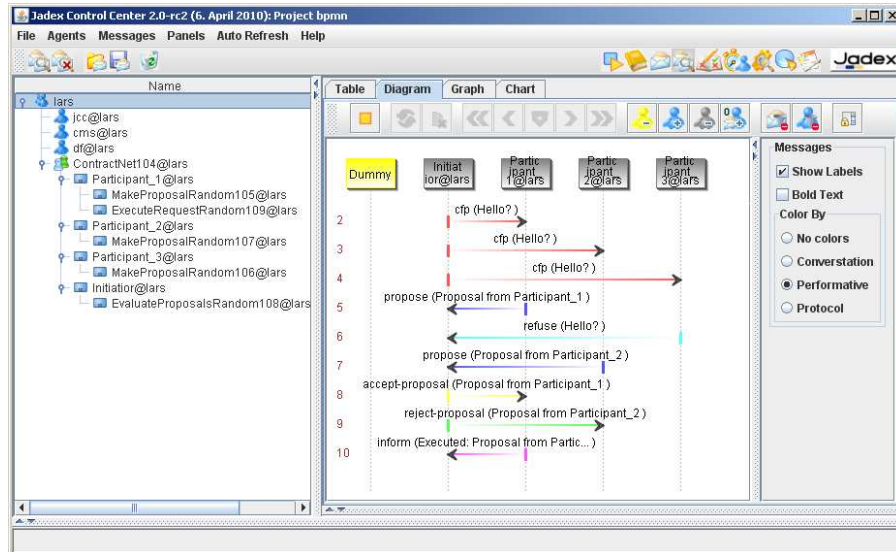 Jadex Control Center 2.0-rc2 (6. April 2010): Project bpmn
File Agents Messages Panels Auto Refresh Help
Jadex
Name
lars
jcc@lars
cms@lars
df@lars
ContractNet104@lars
Participant_1@lars
MakeProposalRandom105@lars
ExecuteRequestRandom109@lars
Participant_2@lars
MakeProposalRandom107@lars
Participant_3@lars
MakeProposalRandom106@lars
Initiatior@lars
EvaluateProposalsRandom108@lars
Table Diagram Graph Chart
Dummy
Initiat
ior@lars
Partic
ipant_
1@lars
Partic
ipant_
2@lars
Partic
ipant_
3@lars
cfp (Hello? )
2
cfp (Hello? )
3
cfp (Hello? )
4
propose (Proposal from Participant_1 )
5
refuse (Hello? )
6
propose (Proposal from Participant_2 )
7
accept-proposal (Proposal from Participant_1 )
8
reject-proposal (Proposal from Participant_2 )
9
inform (Executed: Proposal from Partic... )
10
Messages
Show Labels
Bold Text
Color By
No colors
Converstation
Performative
Protocol